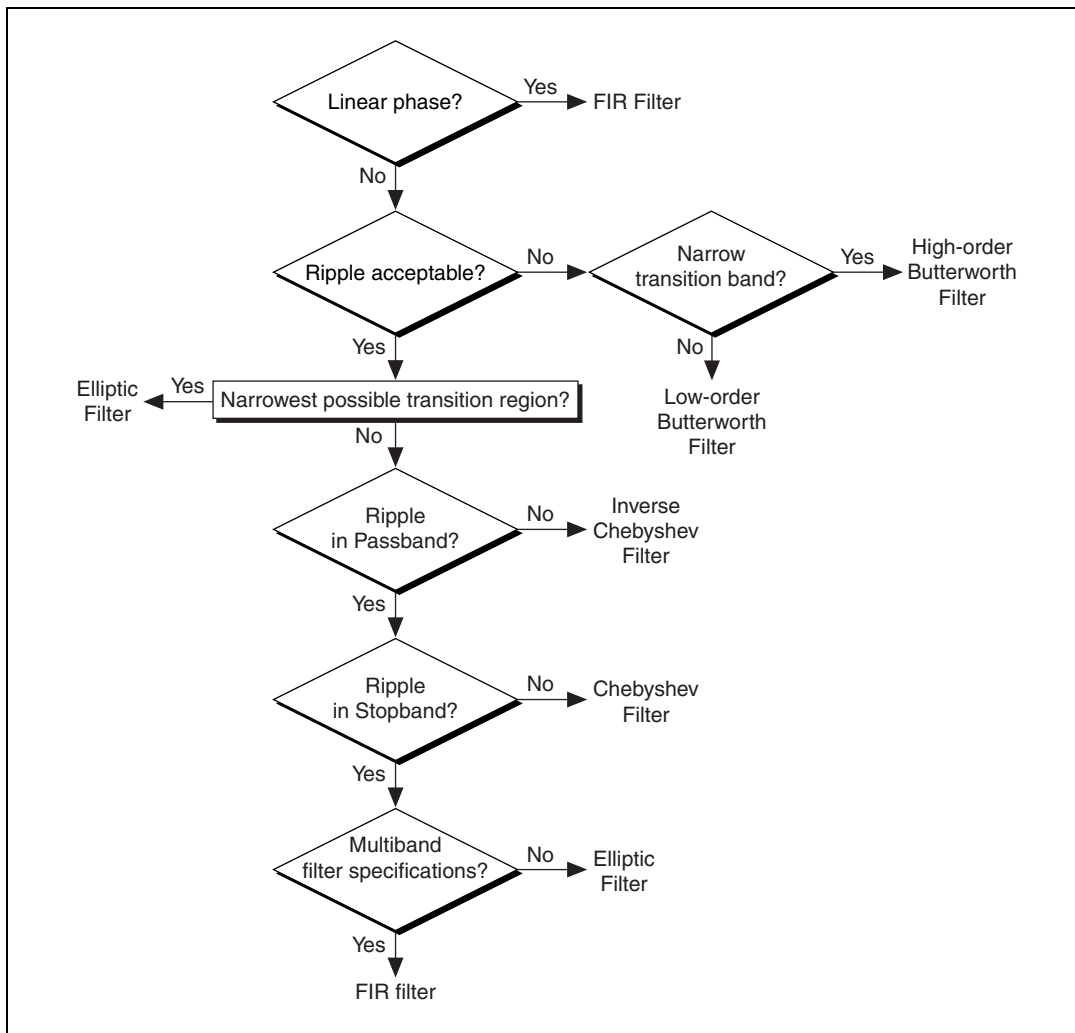 Linear phase?
Yes
FIR Filter
No
Ripple acceptable?
No
Narrow
transition band?
Yes
High-order
Butterworth
Filter
No
Low-order
Butterworth
Filter
Yes
Narrowest possible transition region?
Yes
Elliptic
Filter
No
Ripple
in Passband?
No
Inverse
Chebyshev
Filter
Yes
Ripple
in Stopband?
No
Chebyshev
Filter
Yes
Multiband
filter specifications?
No
Elliptic
Filter
Yes
FIR filter